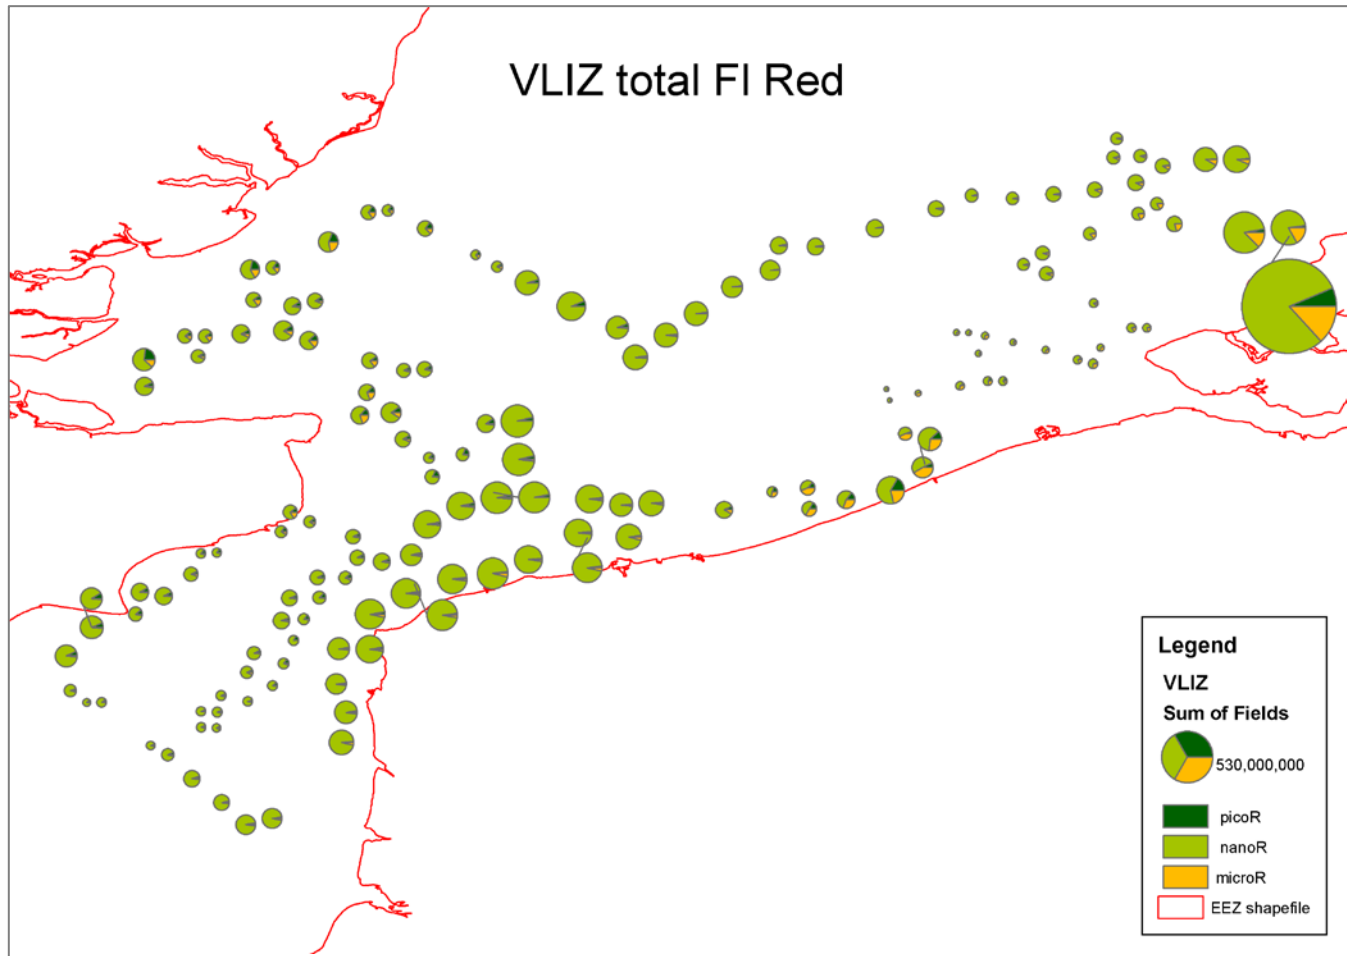 VLIZ total Fl Red
Legend
VLIZ
Sum of Fields
530,000,000
picoR
nanoR
microR
EEZ shapefile